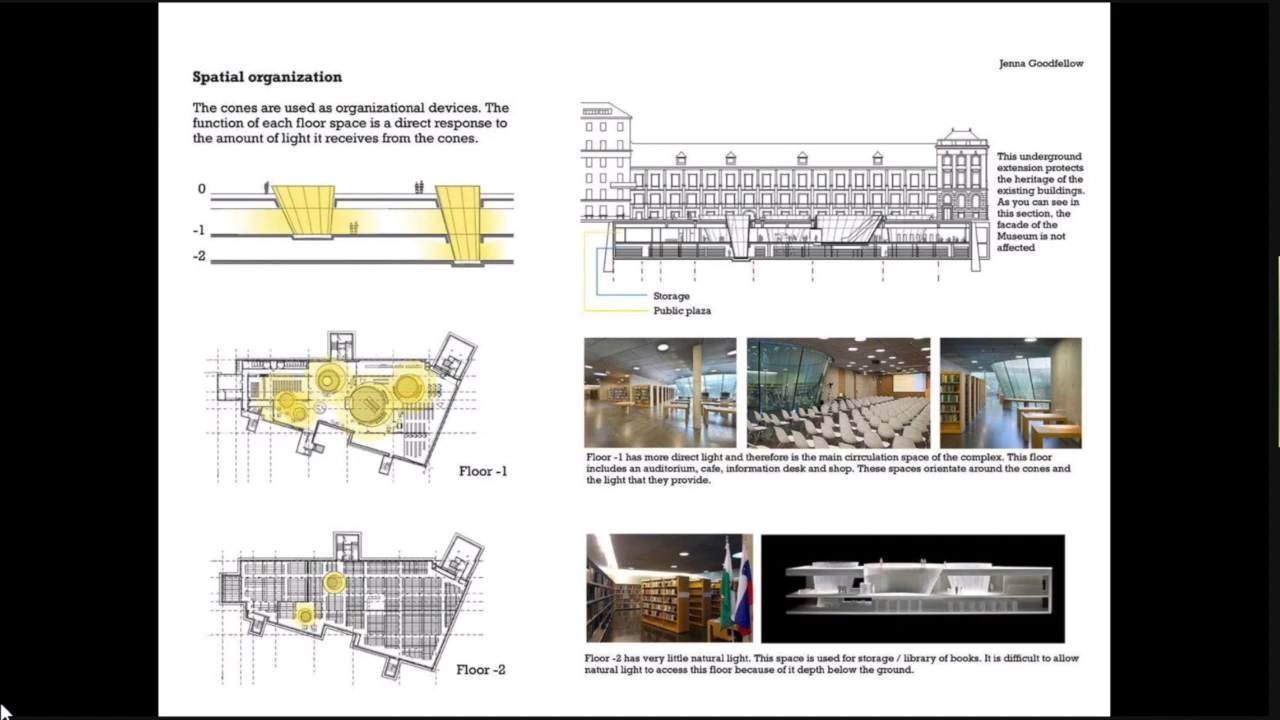 Jenna Goodfellow
Spatial organization
The cones are used as organizational devices. The
function of each floor space is a direct response to
the amount of light it receives from the cones.
0
-1
-2
This underground
extension protects
the heritage of the
existing buildings.
As you can see in
this section, the
facade of the
Museum is not
affected
Storage
Public plaza
Floor -1
Floor -1 has more direct light and therefore is the main cirrculation space of the complex. This floor
includes an auditorium, cafe, information desk and shop. These spaces orientate around the cones and
the light that they provide.
Floor -2
Floor -2 has very little natural light. This space is used for storage / library of books. It is difficult to allow
natural light to access this floor because of it depth below the ground.